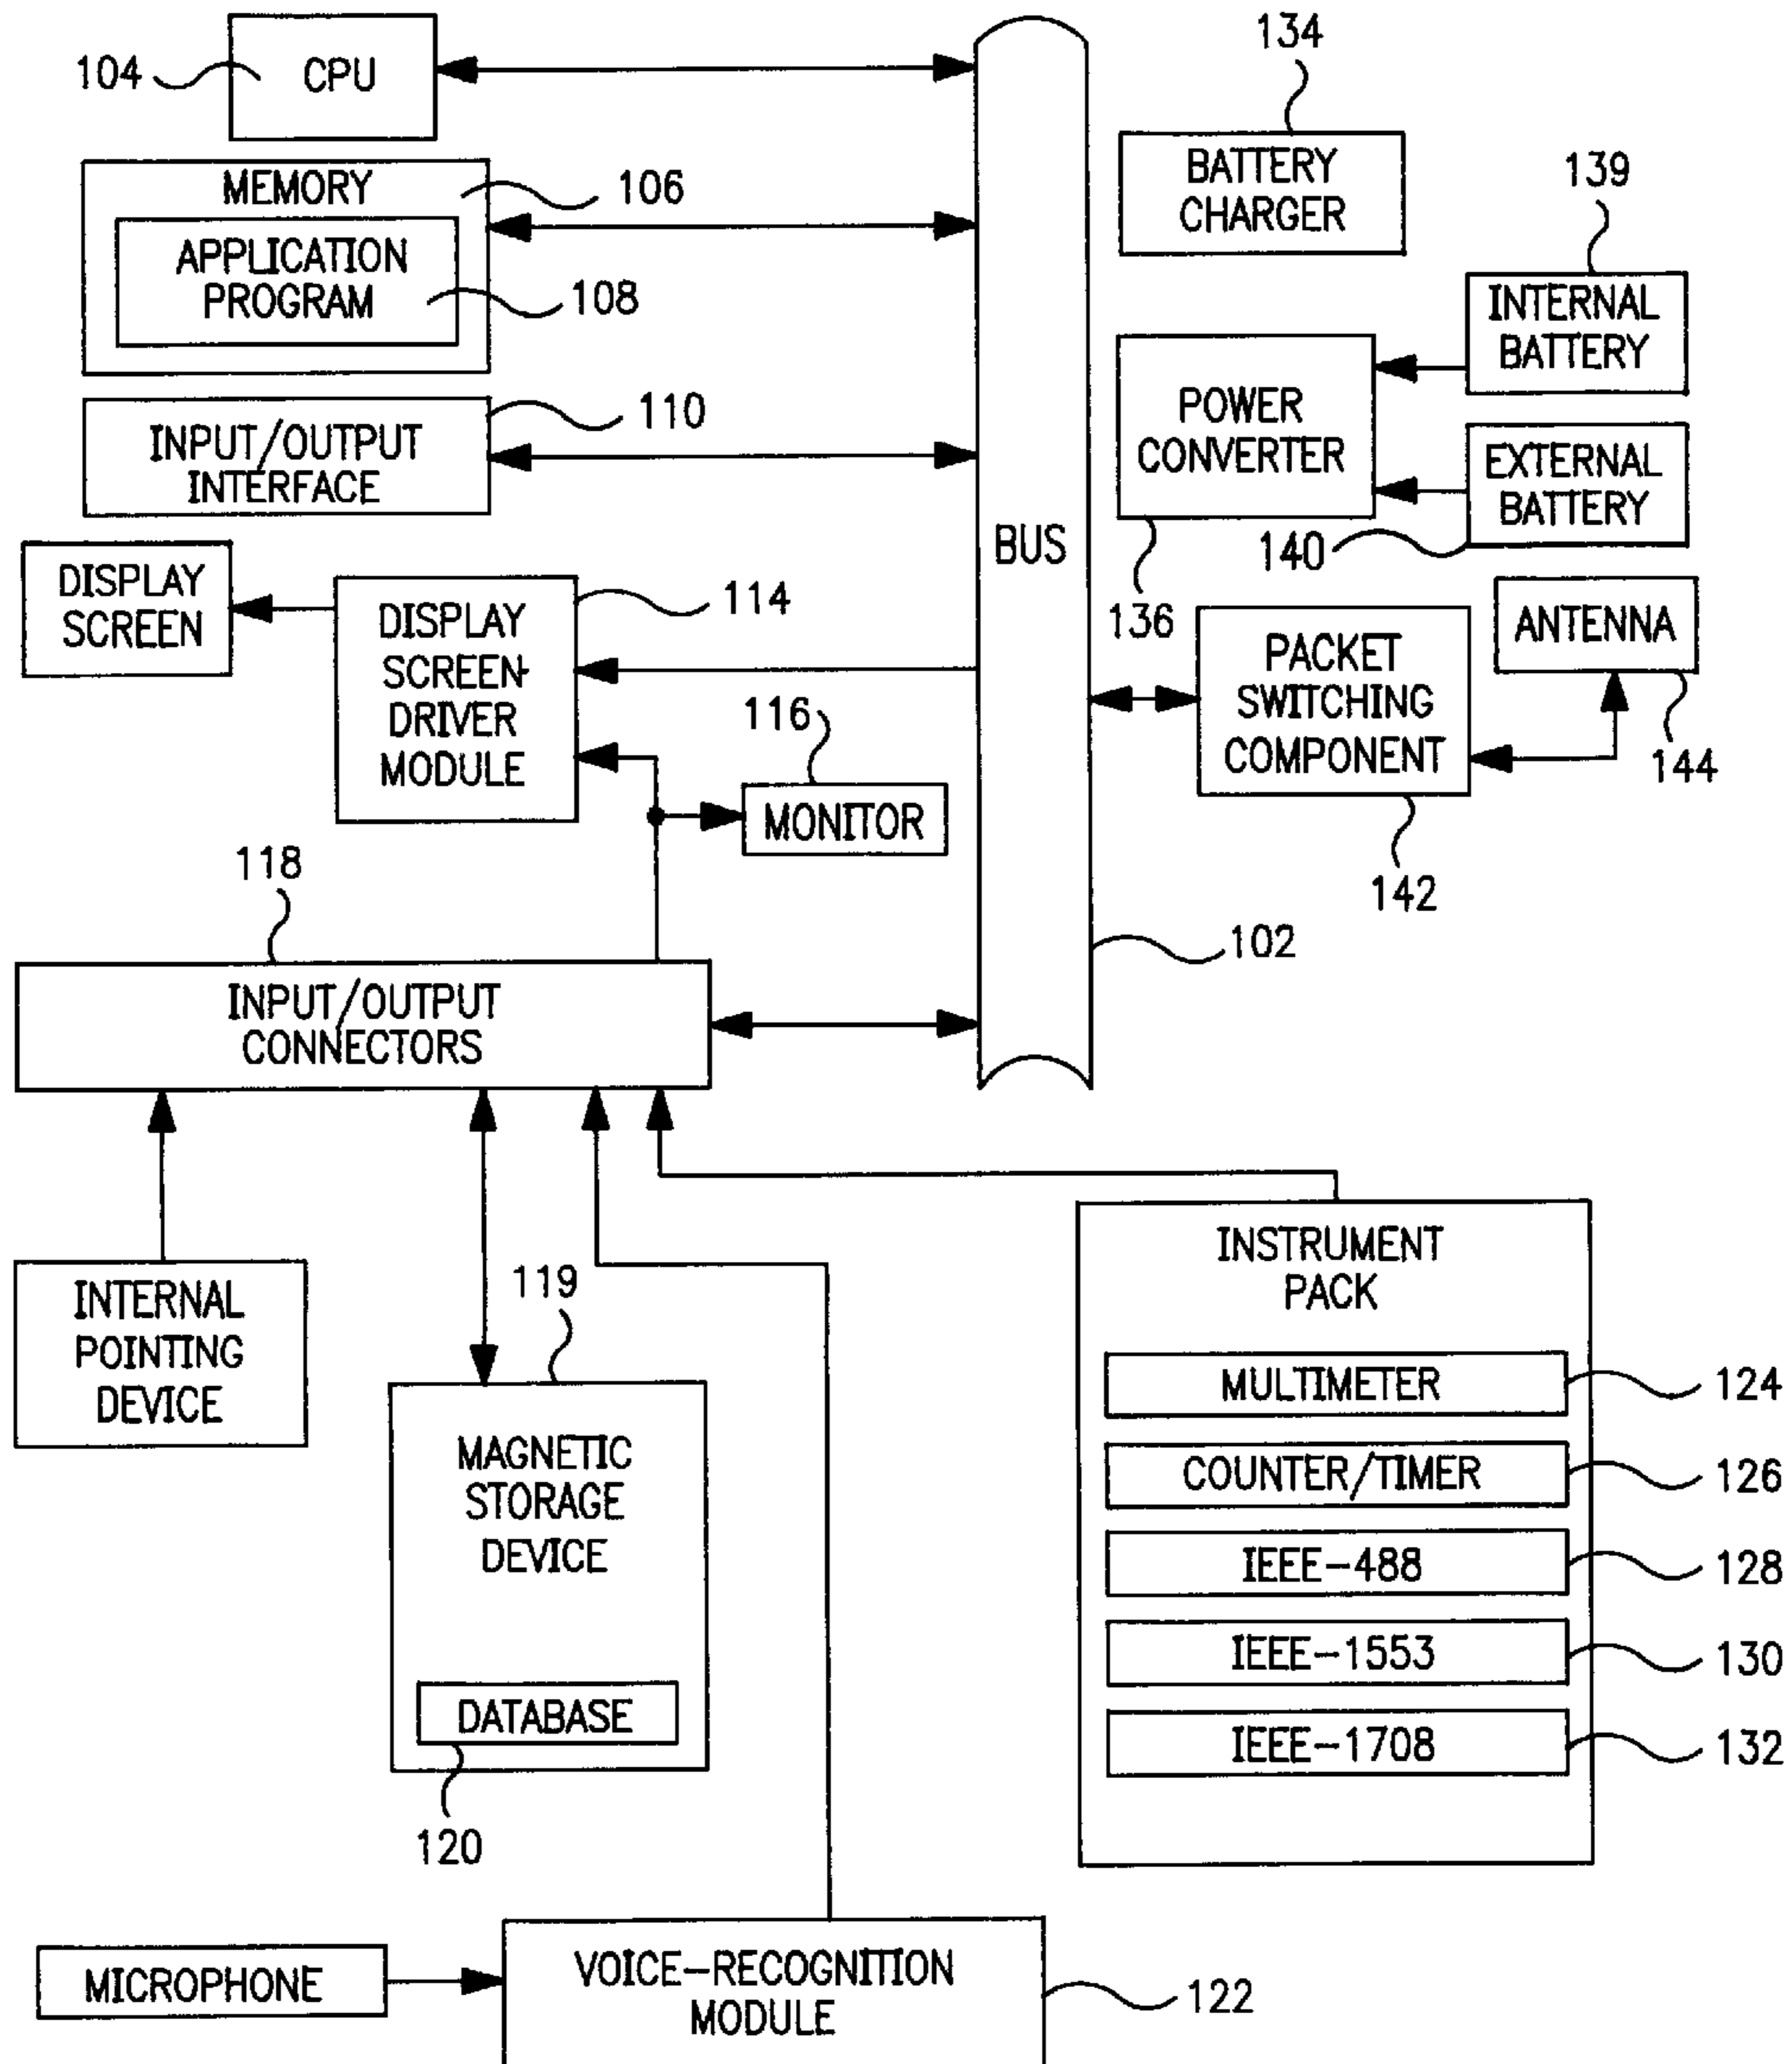 104
CPU
MEMORY
106
APPLICATION
PROGRAM
108
INPUT/OUTPUT
INTERFACE
110
DISPLAY
SCREEN
DISPLAY
SCREEN-
DRIVER
MODULE
114
116
MONITOR
118
INPUT/OUTPUT
CONNECTORS
BUS
102
134
BATTERY
CHARGER
139
INTERNAL
BATTERY
POWER
CONVERTER
136
EXTERNAL
BATTERY
140
PACKET
SWITCHING
COMPONENT
142
ANTENNA
144
INTERNAL
POINTING
DEVICE
119
MAGNETIC
STORAGE
DEVICE
DATABASE
120
INSTRUMENT
PACK
MULTIMETER
124
COUNTER/TIMER
126
IEEE-488
128
IEEE-1553
130
IEEE-1708
132
MICROPHONE
VOICE-RECOGNITION
MODULE
122